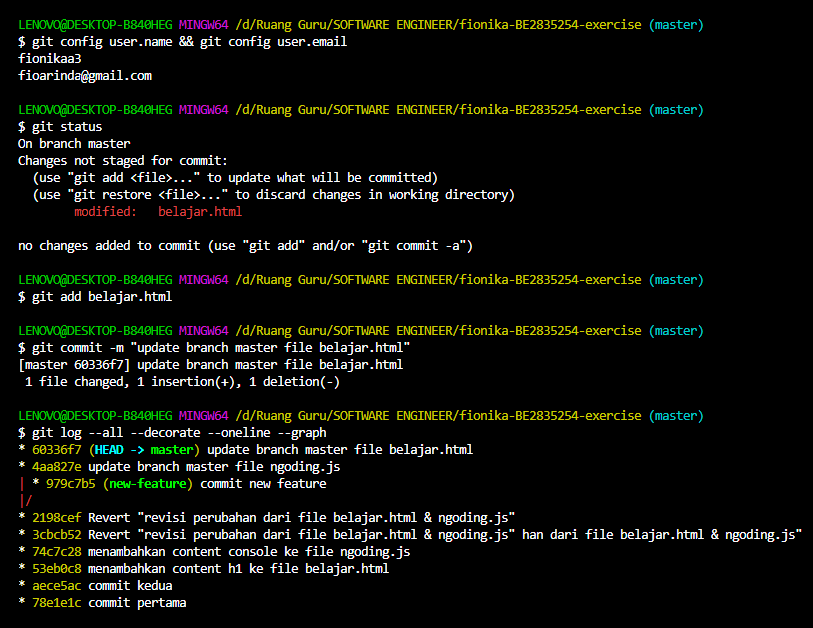 LENOVO@DESKTOP-B840HEG MINGW64 /d/Ruang Guru/SOFTWARE ENGINEER/fionika-BE2835254-exercise (master)
$ git config user.name && git config user.email
fionikaa3
fioarinda@gmail.com
LENOVO@DESKTOP-B840HEG MINGW64 /d/Ruang Guru/SOFTWARE ENGINEER/fionika-BE2835254-exercise (master)
$ git status
On branch master
Changes not staged for commit:
  (use "git add <file>..." to update what will be committed)
  (use "git restore <file>..." to discard changes in working directory)
        modified:   belajar.html
no changes added to commit (use "git add" and/or "git commit -a")
LENOVO@DESKTOP-B840HEG MINGW64 /d/Ruang Guru/SOFTWARE ENGINEER/fionika-BE2835254-exercise (master)
$ git add belajar.html
LENOVO@DESKTOP-B840HEG MINGW64 /d/Ruang Guru/SOFTWARE ENGINEER/fionika-BE2835254-exercise (master)
$ git commit -m "update branch master file belajar.html"
[master 60336f7] update branch master file belajar.html
 1 file changed, 1 insertion(+), 1 deletion(-)
LENOVO@DESKTOP-B840HEG MINGW64 /d/Ruang Guru/SOFTWARE ENGINEER/fionika-BE2835254-exercise (master)
$ git log --all --decorate --oneline --graph
* 60336f7 (HEAD -> master) update branch master file belajar.html
* 4aa827e update branch master file ngoding.js
| * 979c7b5 (new-feature) commit new feature
|/
* 2198cef Revert "revisi perubahan dari file belajar.html & ngoding.js"
* 3cbcb52 Revert "revisi perubahan dari file belajar.html & ngoding.js" han dari file belajar.html & ngoding.js"
* 74c7c28 menambahkan content console ke file ngoding.js
* 53eb0c8 menambahkan content h1 ke file belajar.html
* aece5ac commit kedua
* 78e1e1c commit pertama